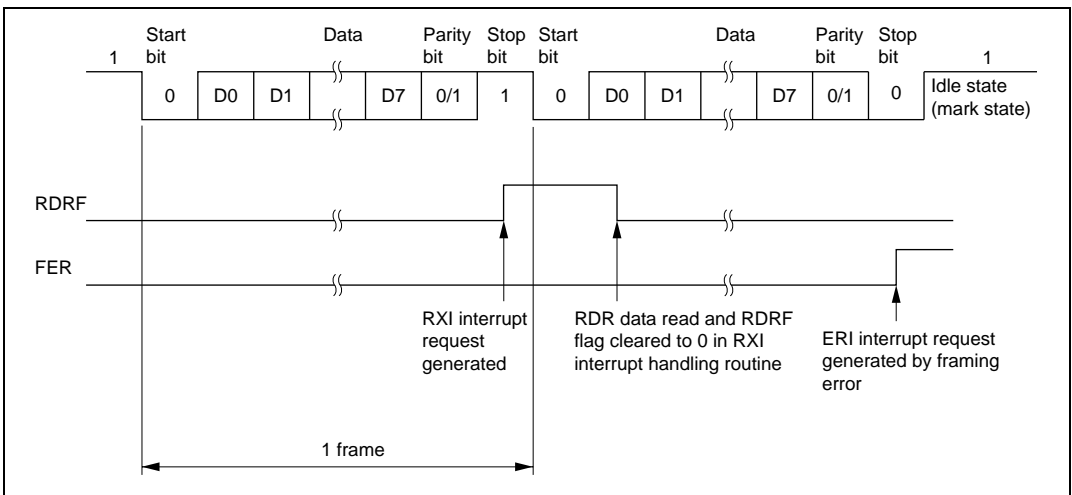 Start Data Parity Stop Start Data Parity Stop
1 bit bit bit bit bit bit 1
0 D0 D1 D7 0/1 1 0 D0 D1 D7 0/1 0 Idle state
(mark state)
RDRF
FER
RXI interrupt
request
generated
RDR data read and RDRF
flag cleared to 0 in RXI
interrupt handling routine
ERI interrupt request
generated by framing
error
1 frame